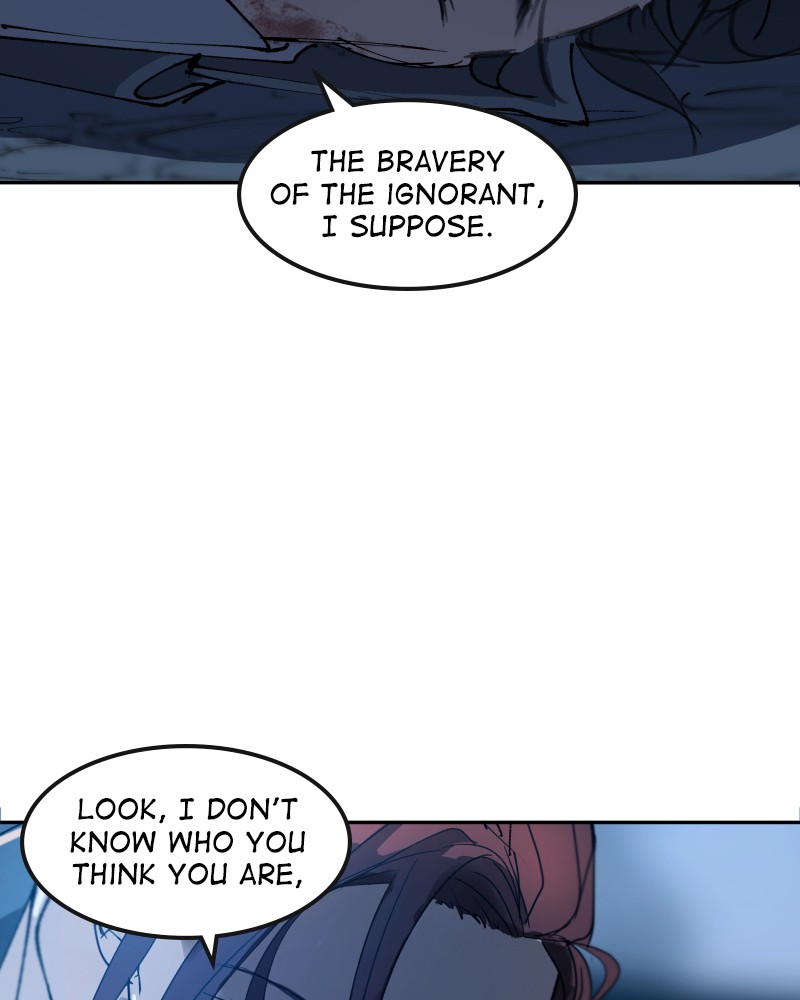 THE BRAVERY
OF THE IGNORANT,
I SUPPOSE.
LOOK, I DON'T
KNOW WHO YOU
THINK YOU ARE,